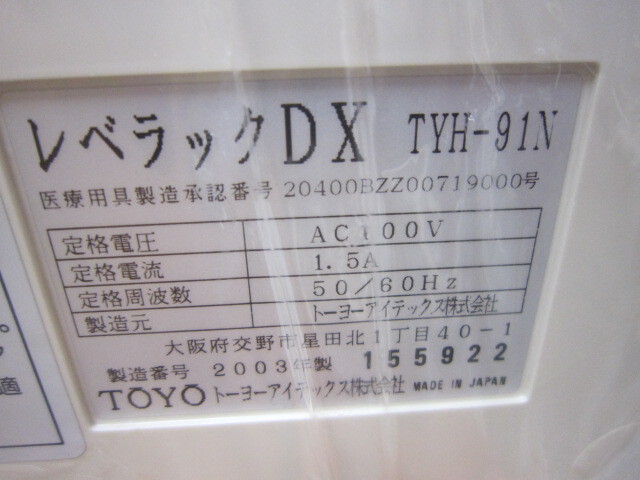 レベラックDX TYH-91N
医療用具製造承認番号 20400BZZ00719000号
定格電圧 AC100V
定格電流 1.5A
定格周波数 50/60Hz
製造元 トーヨーアイテックス株式会社
大阪府交野市星田北1丁目40-1
製造番号 2003年製 155922
TOYO トーヨーアイテックス株式会社 MADE IN JAPAN
適